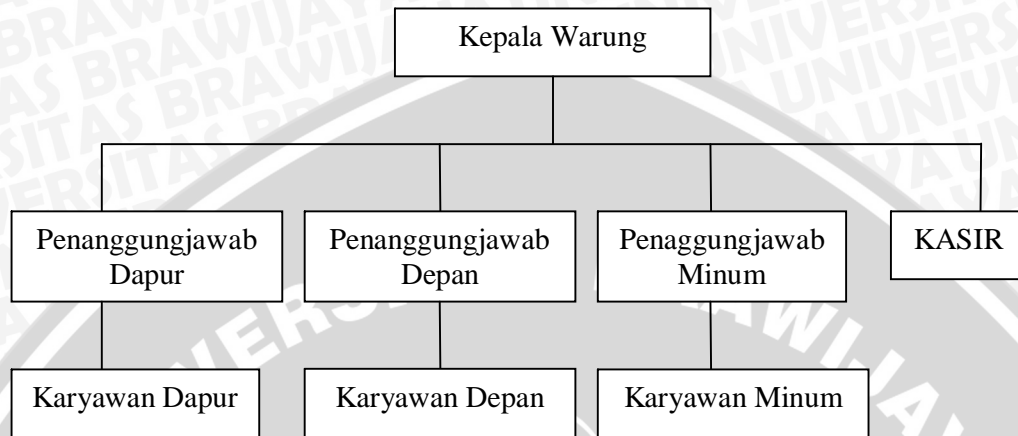 Kepala Warung
Penanggungjawab
Dapur
Penanggungjawab
Depan
Penaggungjawab
Minum
KASIR
Karyawan Dapur
Karyawan Depan
Karyawan Minum